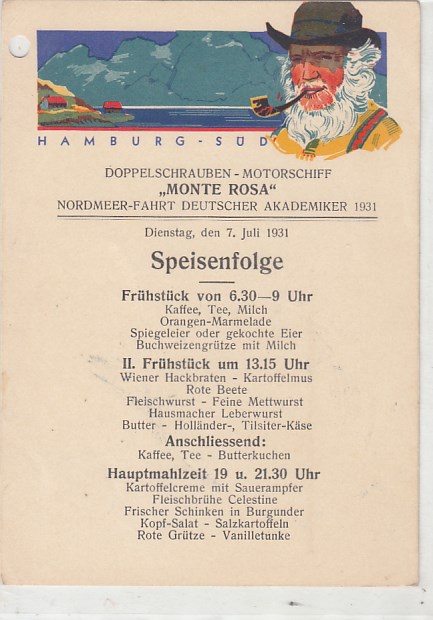 HAMBURG - SÜD
DOPPELSCHRAUBEN - MOTORSCHIFF
„MONTE ROSA“
NORDMEER-FAHRT DEUTSCHER AKADEMIKER 1931
Dienstag, den 7. Juli 1931
Speisenfolge
Frühstück von 6.30—9 Uhr
Kaffee, Tee, Milch
Orangen-Marmelade
Spiegeleier oder gekochte Eier
Buchweizengrütze mit Milch
II. Frühstück um 13.15 Uhr
Wiener Hackbraten - Kartoffelmus
Rote Beete
Fleischwurst - Feine Mettwurst
Hausmacher Leberwurst
Butter - Holländer-, Tilsiter-Käse
Anschliessend:
Kaffee, Tee - Butterkuchen
Hauptmahlzeit 19 u. 21.30 Uhr
Kartoffelcreme mit Sauerampfer
Fleischbrühe Celestine
Frischer Schinken in Burgunder
Kopf-Salat - Salzkartoffeln
Rote Grütze - Vanilletunke